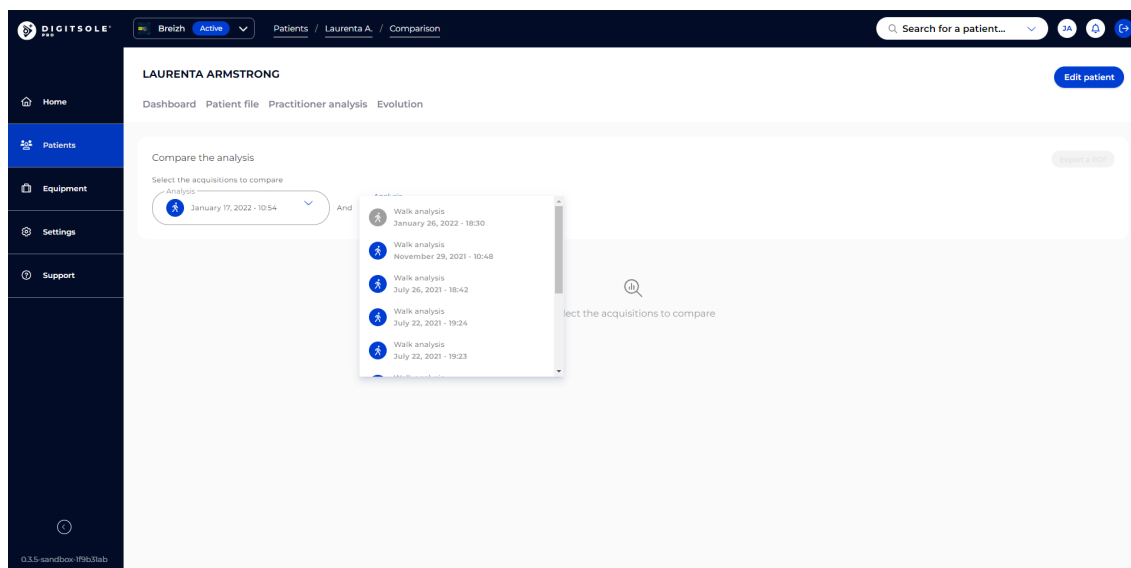 DIGITSOLE®
PRO
Breizh Active
Patients / Laurenta A. / Comparison
Search for a patient...
JA
LAURENTA ARMSTRONG
Edit patient
Dashboard Patient file Practitioner analysis Evolution
Home
Patients
Equipment
Settings
Support
0.3.5-sandbox-1f9b31ab
Compare the analysis
Export a PDF
Select the acquisitions to compare
Analysis
January 17, 2022 - 10:54
And
Walk analysis
January 26, 2022 - 18:30
Walk analysis
November 29, 2021 - 10:48
Walk analysis
July 26, 2021 - 18:42
Walk analysis
July 22, 2021 - 19:24
Walk analysis
July 22, 2021 - 19:23
lect the acquisitions to compare